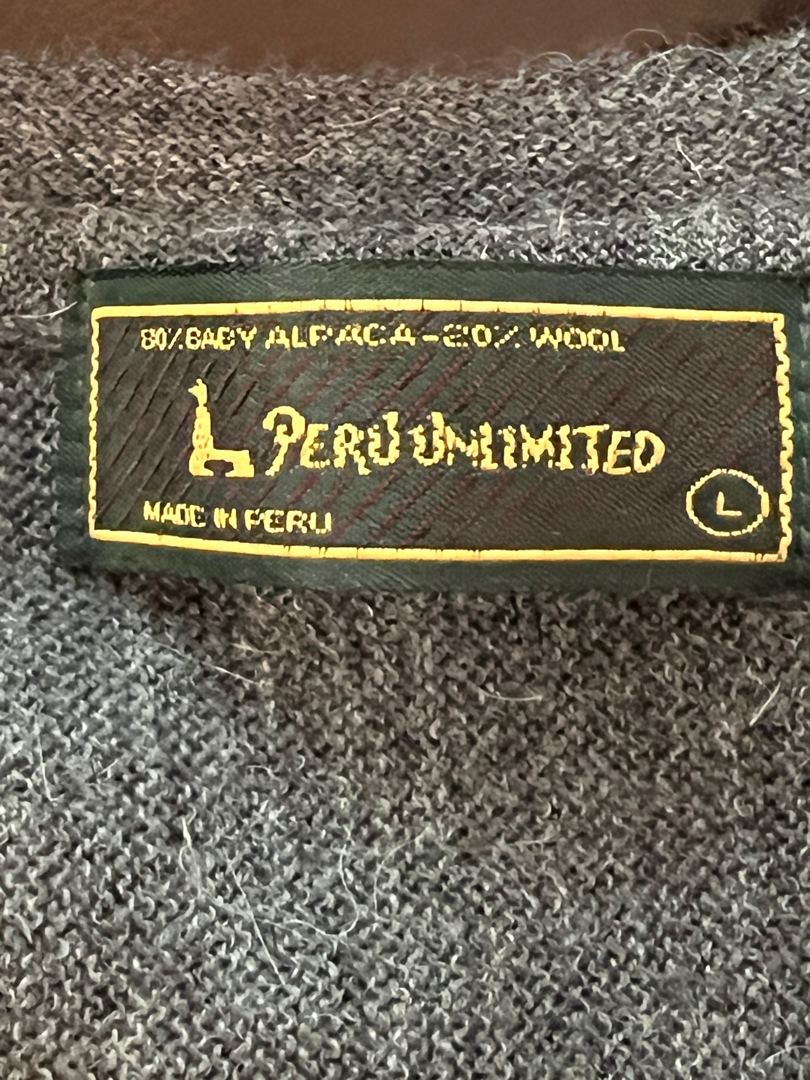 80% BABY ALPACA - 20% WOOL
PERU UNLIMITED
MADE IN PERU
L